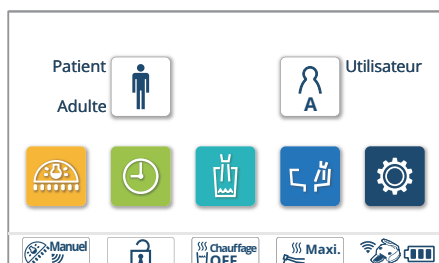 Patient
Utilisateur
Adulte
A
Manuel
Chauffage
OFF
Maxi.